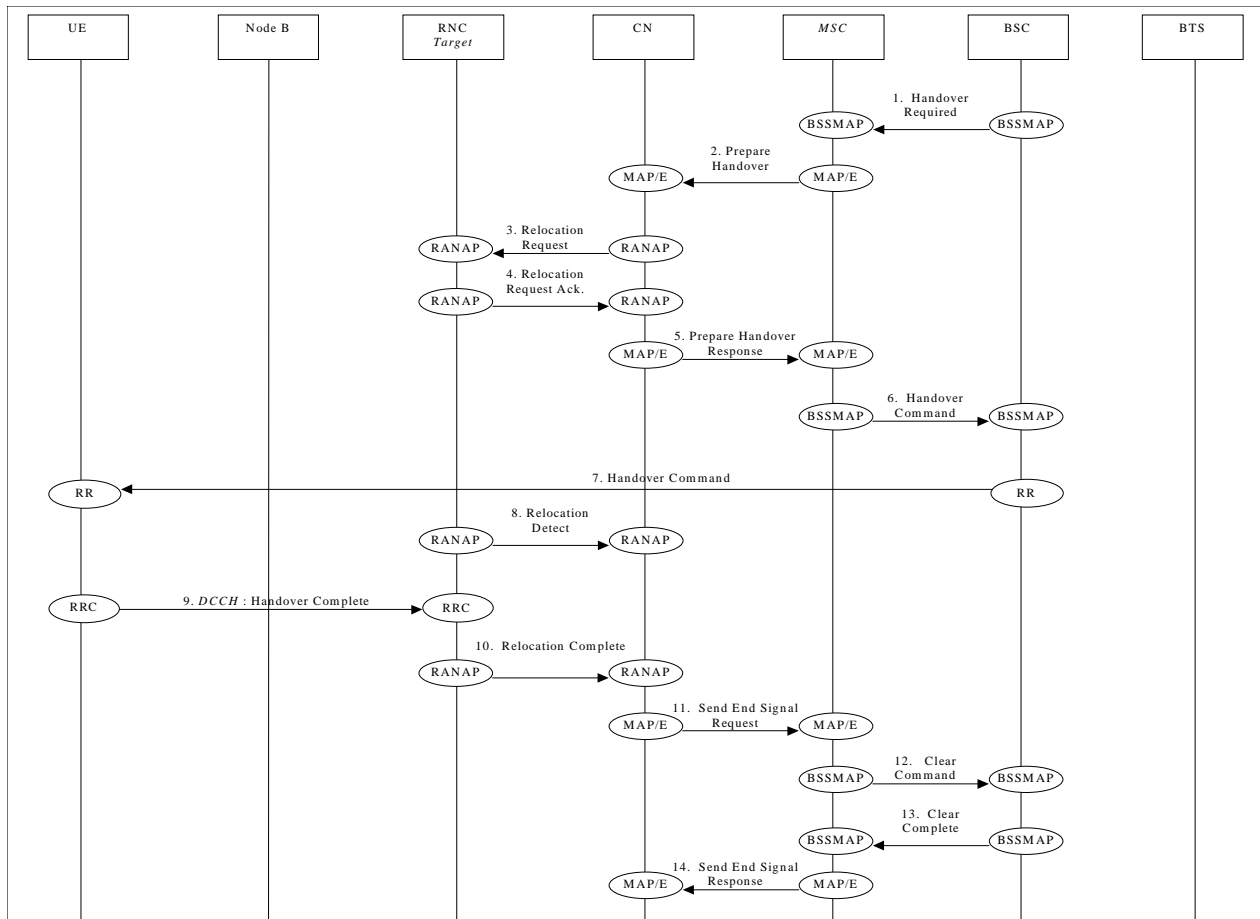 UE
Node B
RNC
Target
CN
MSC
BSC
BTS
1. Handover
Required
BSSMAP
BSSMAP
2. Prepare
Handover
MAP/E
MAP/E
3. Relocation
Request
RANAP
RANAP
4. Relocation
Request Ack.
RANAP
RANAP
5. Prepare Handover
Response
MAP/E
MAP/E
6. Handover
Command
BSSMAP
BSSMAP
7. Handover Command
RR
RR
8. Relocation
Detect
RANAP
RANAP
9. DCCH : Handover Complete
RRC
RRC
10. Relocation Complete
RANAP
RANAP
11. Send End Signal
Request
MAP/E
MAP/E
12. Clear
Command
BSSMAP
BSSMAP
13. Clear
Complete
BSSMAP
BSSMAP
14. Send End Signal
Response
MAP/E
MAP/E